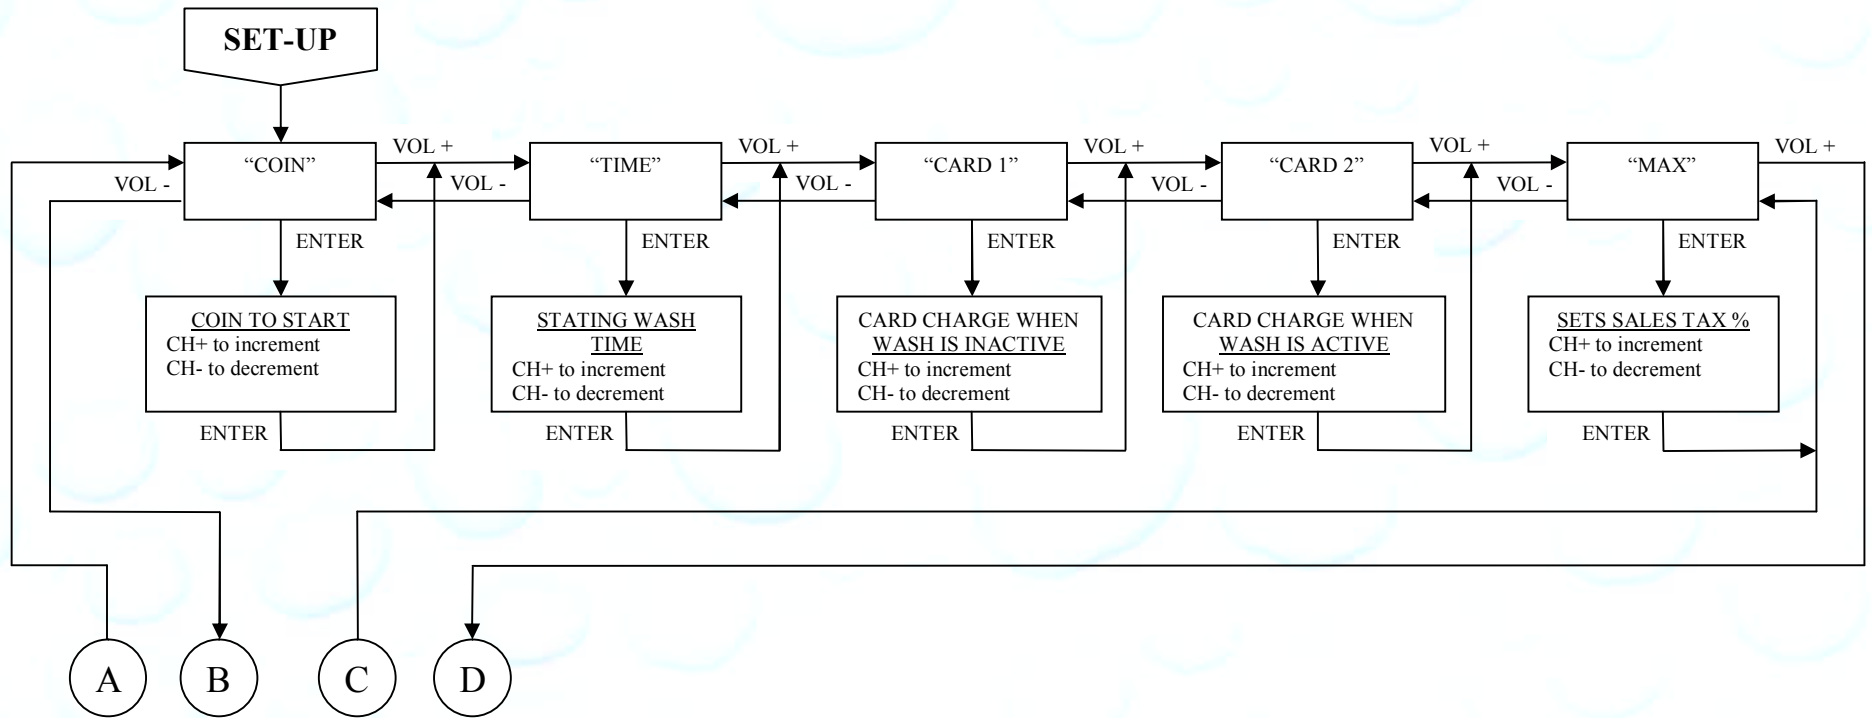 SET-UP
VOL +
VOL +
VOL +
VOL +
VOL +
“COIN”
“TIME”
“CARD 1”
“CARD 2”
“MAX”
VOL -
VOL -
VOL -
VOL -
VOL -
ENTER
ENTER
ENTER
ENTER
ENTER
COIN TO START
CH+ to increment
CH- to decrement
STATING WASH
TIME
CH+ to increment
CH- to decrement
CARD CHARGE WHEN
WASH IS INACTIVE
CH+ to increment
CH- to decrement
CARD CHARGE WHEN
WASH IS ACTIVE
CH+ to increment
CH- to decrement
SETS SALES TAX %
CH+ to increment
CH- to decrement
ENTER
ENTER
ENTER
ENTER
ENTER
A
B
C
D